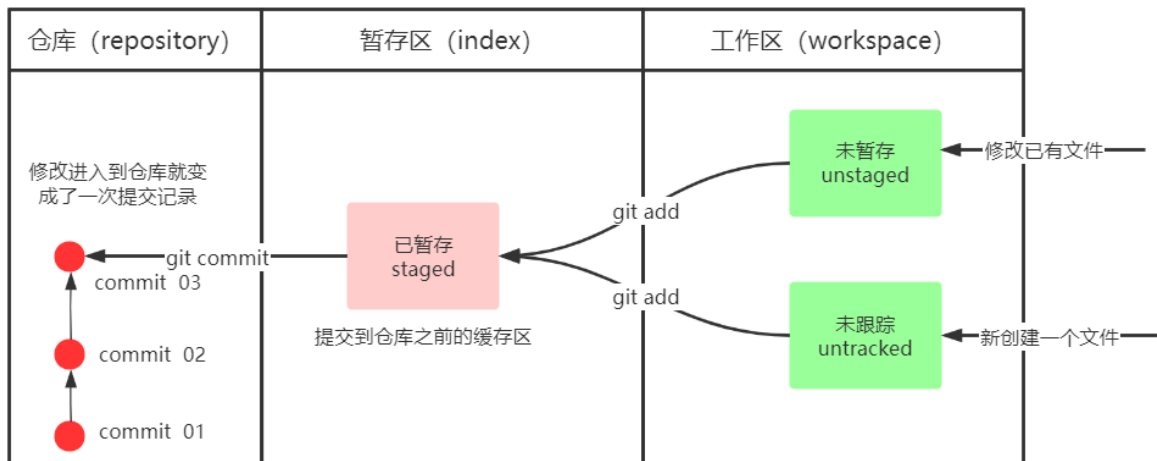 仓库（repository）
暂存区（index）
工作区（workspace）
修改进入到仓库就变
成了一次提交记录
未暂存
unstaged
修改已有文件
git add
已暂存
staged
git commit
commit 03
git add
提交到仓库之前的缓存区
未跟踪
untracked
新创建一个文件
commit 02
commit 01